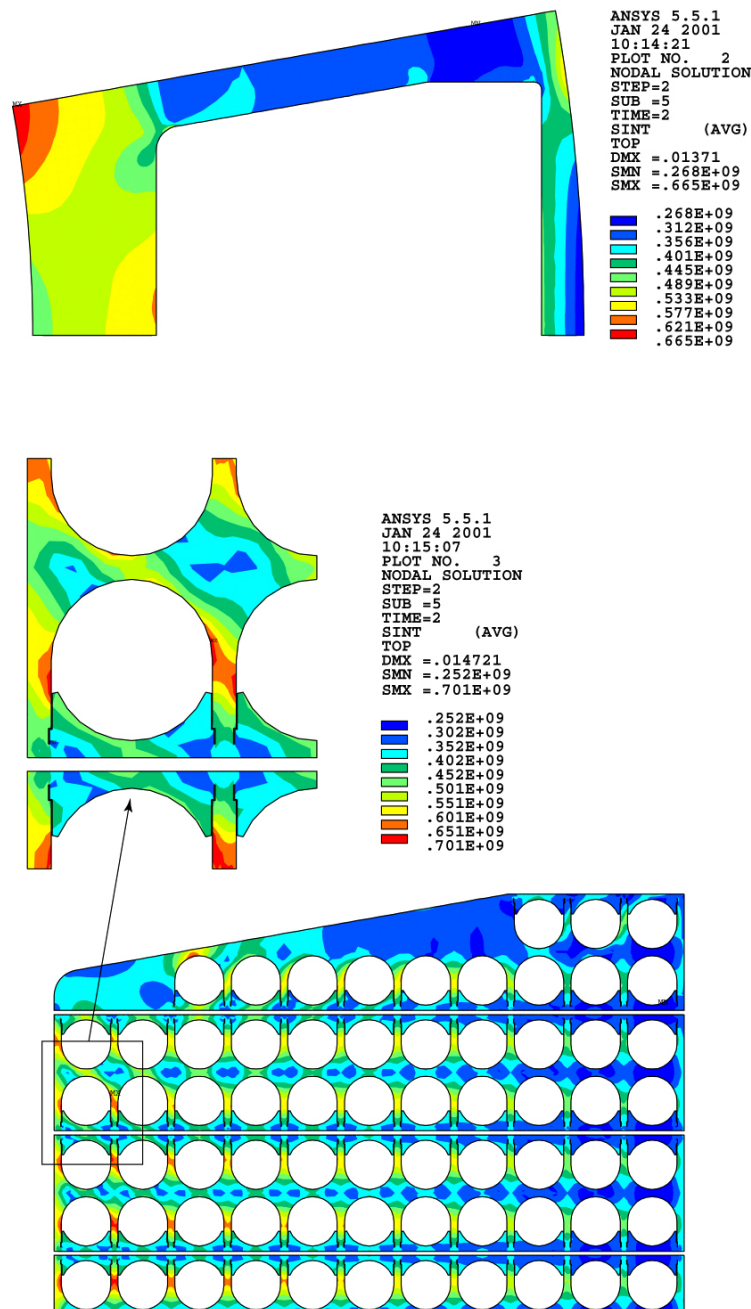 MX
MN
ANSYS 5.5.1
JAN 24 2001
10:14:21
PLOT NO.   2
NODAL SOLUTION
STEP=2
SUB =5
TIME=2
SINT     (AVG)
TOP
DMX =.01371
SMN =.268E+09
SMX =.665E+09
.268E+09
.312E+09
.356E+09
.401E+09
.445E+09
.489E+09
.533E+09
.577E+09
.621E+09
.665E+09
ANSYS 5.5.1
JAN 24 2001
10:15:07
PLOT NO.   3
NODAL SOLUTION
STEP=2
SUB =5
TIME=2
SINT     (AVG)
TOP
DMX =.014721
SMN =.252E+09
SMX =.701E+09
.252E+09
.302E+09
.352E+09
.402E+09
.452E+09
.501E+09
.551E+09
.601E+09
.651E+09
.701E+09